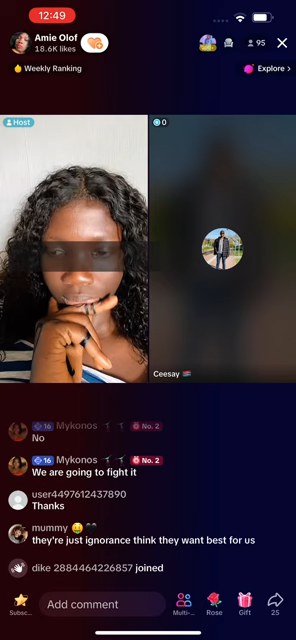 12:49
Amie Olof
18.6K likes
95
Weekly Ranking
Explore >
Host
0
Ceesay
16 Mykonos No. 2
No
16 Mykonos No. 2
We are going to fight it
user4497612437890
Thanks
mummy
they're just ignorance think they want best for us
dike 2884464226857 joined
Subsc...
Add comment
Multi-...
Rose
Gift
25